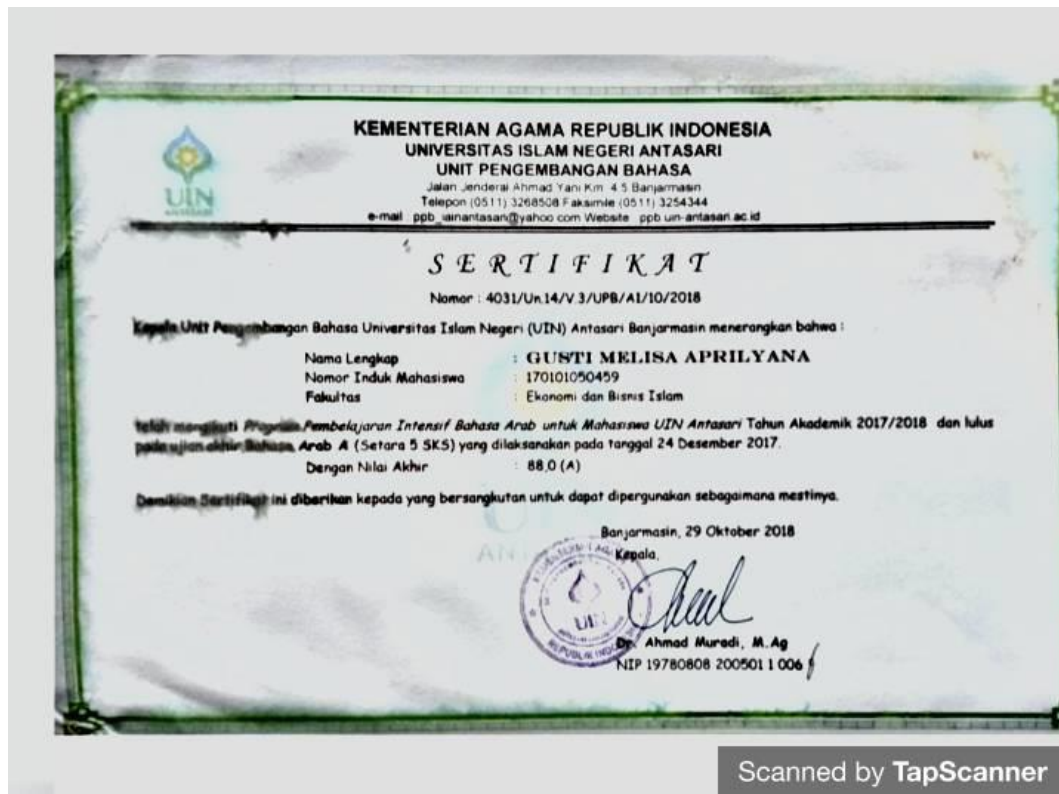 KEMENTERIAN AGAMA REPUBLIK INDONESIA
UNIVERSITAS ISLAM NEGERI ANTASARI
UNIT PENGEMBANGAN BAHASA
Jalan Jenderal Ahmad Yani Km. 4.5 Banjarmasin
Telepon (0511) 3268508 Faksimile (0511) 3254344
e-mail : ppb_iainantasari@yahoo.com Website : ppb.uin-antasari.ac.id
UIN
ANTASARI
SERTIFIKAT
Nomor : 4031/Un.14/V.3/UPB/A1/10/2018
Kepala Unit Pengembangan Bahasa Universitas Islam Negeri (UIN) Antasari Banjarmasin menerangkan bahwa :
Nama Lengkap : GUSTI MELISA APRILYANA
Nomor Induk Mahasiswa : 170101050459
Fakultas : Ekonomi dan Bisnis Islam
telah mengikuti Program Pembelajaran Intensif Bahasa Arab untuk Mahasiswa UIN Antasari Tahun Akademik 2017/2018 dan lulus
pada ujian akhir Bahasa Arab A (Setara 5 SKS) yang dilaksanakan pada tanggal 24 Desember 2017.
Dengan Nilai Akhir : 88,0 (A)
Demikian Sertifikat ini diberikan kepada yang bersangkutan untuk dapat dipergunakan sebagaimana mestinya.
Banjarmasin, 29 Oktober 2018
Kepala,
UIN
REPUBLIK INDONESIA
Dr. Ahmad Muradi, M.Ag
NIP 19780808 200501 1 006
Scanned by TapScanner